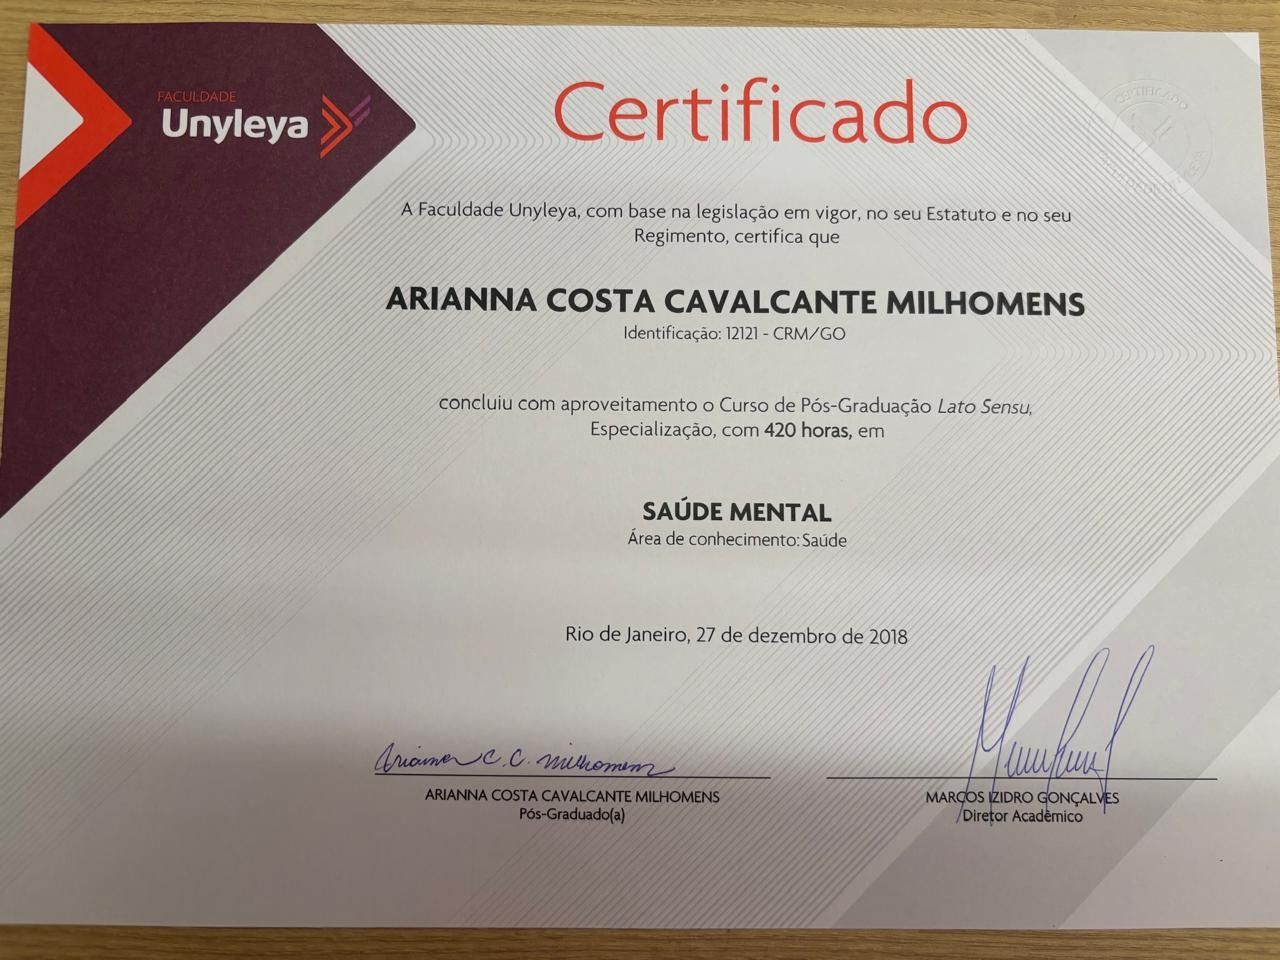 FACULDADE
Unyleya
Certificado
CERTIFICADO
A Faculdade Unyleya, com base na legislação em vigor, no seu Estatuto e no seu
Regimento, certifica que
ARIANNA COSTA CAVALCANTE MILHOMENS
Identificação: 12121 - CRM/GO
concluiu com aproveitamento o Curso de Pós-Graduação Lato Sensu,
Especialização, com 420 horas, em
SAÚDE MENTAL
Área de conhecimento: Saúde
Rio de Janeiro, 27 de dezembro de 2018
Arianna C. C. Milhomens
ARIANNA COSTA CAVALCANTE MILHOMENS
Pós-Graduado(a)
MARCOS IZIDRO GONÇALVES
Diretor Acadêmico